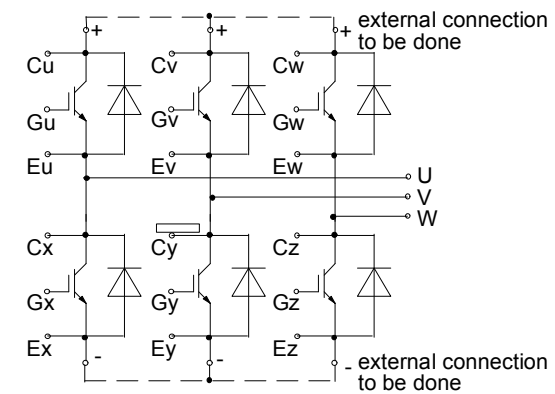 external connection
to be done
+ + +
Cu Cv Cw
Gu Gv Gw
Eu Ev Ew
U
V
W
Cx Cy Cz
Gx Gy Gz
Ex Ey Ez
- - -
external connection
to be done